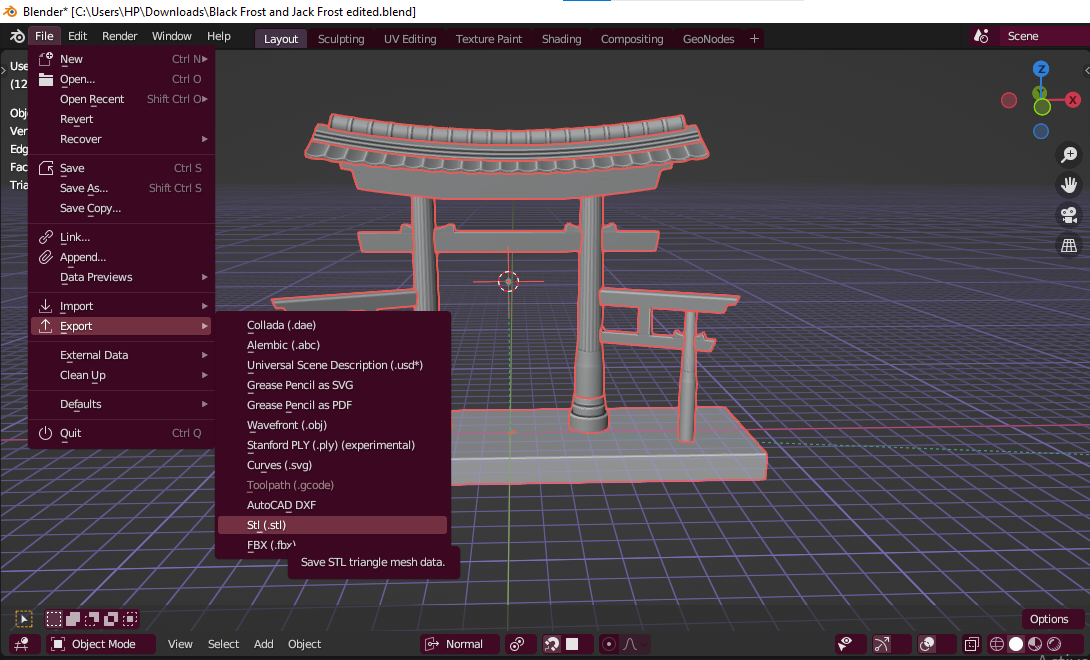 Blender* [C:\Users\HP\Downloads\Black Frost and Jack Frost edited.blend]
File Edit Render Window Help Layout Sculpting UV Editing Texture Paint Shading Compositing GeoNodes + Scene
New Ctrl N
Open... Ctrl O
Open Recent Shift Ctrl O
Revert
Recover
Save Ctrl S
Save As... Shift Ctrl S
Save Copy...
Link...
Append...
Data Previews
Import
Export
External Data
Clean Up
Defaults
Quit Ctrl Q
Use
(12
Obj
Ver
Edg
Fac
Tria
Z
Y
X
Collada (.dae)
Alembic (.abc)
Universal Scene Description (.usd*)
Grease Pencil as SVG
Grease Pencil as PDF
Wavefront (.obj)
Stanford PLY (.ply) (experimental)
Curves (.svg)
Toolpath (.gcode)
AutoCAD DXF
Stl (.stl)
FBX (.fbx)
Save STL triangle mesh data.
Options
Object Mode View Select Add Object Normal